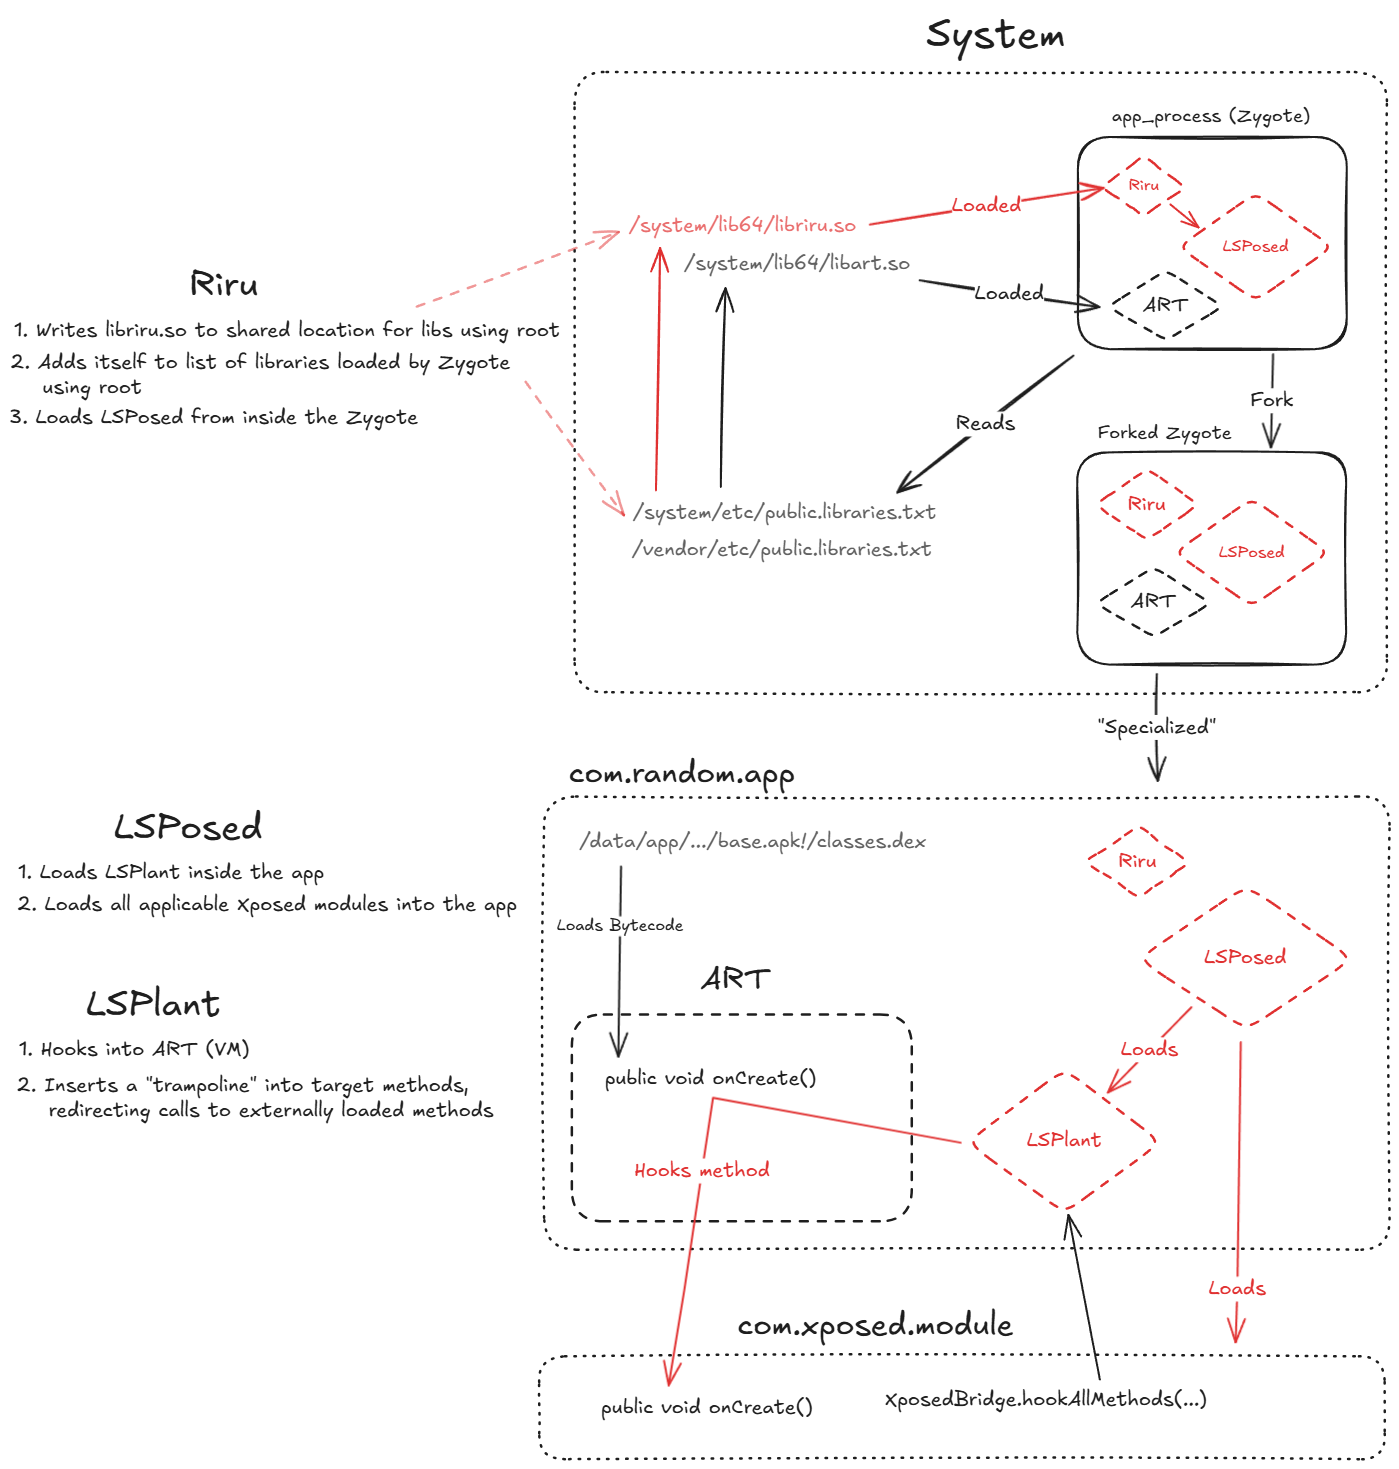 System
app_process (Zygote)
Riru
LSPosed
Loaded
/system/lib64/libriru.so
/system/lib64/libart.so
Loaded
ART
Riru
1. Writes libriru.so to shared location for libs using root
2. Adds itself to list of libraries loaded by Zygote
using root
3. Loads LSPosed from inside the Zygote
Reads
Fork
Forked Zygote
Riru
LSPosed
ART
/system/etc/public.libraries.txt
/vendor/etc/public.libraries.txt
"Specialized"
com.random.app
LSPosed
1. Loads LSPlant inside the app
2. Loads all applicable Xposed modules into the app
/data/app/.../base.apk!/classes.dex
Riru
Loads Bytecode
LSPosed
ART
LSPlant
1. Hooks into ART (VM)
2. Inserts a "trampoline" into target methods,
redirecting calls to externally loaded methods
Loads
public void onCreate()
LSPlant
Hooks method
Loads
com.xposed.module
public void onCreate()
XposedBridge.hookAllMethods(...)